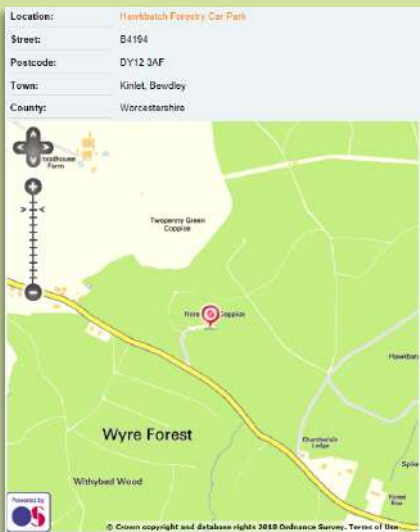 Location: Hawkbatch Forestry Car Park
Street: B4194
Postcode: DY12 3AF
Town: Kinlet, Bewdley
County: Worcestershire
Farm
Twopenny Green
Coppice
Coppice
Hawkbatch
Wyre Forest
Lodge
Withybed Wood
Powered by
OS
© Crown copyright and database rights 2010 Ordnance Survey. Terms of Use